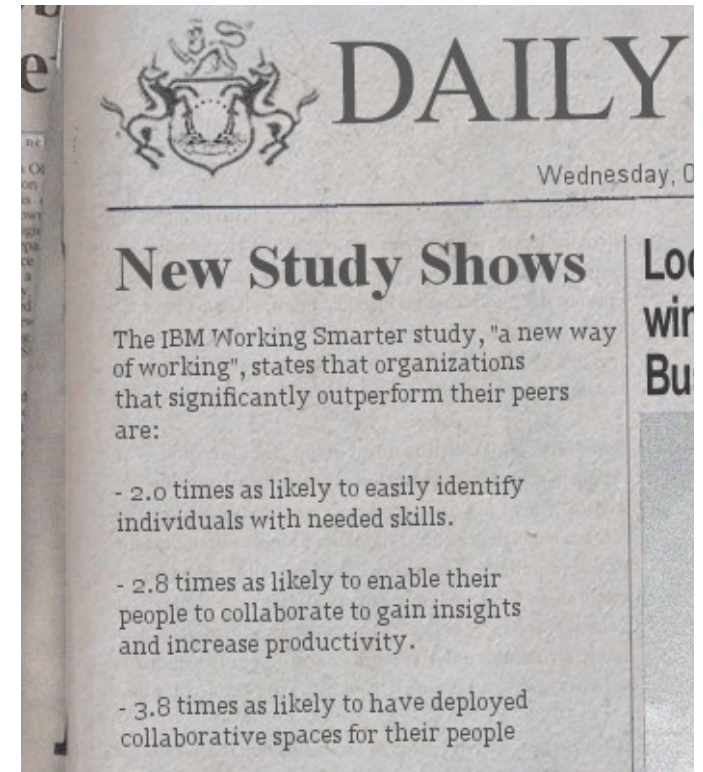 DAILY
Wednesday, 0
New Study Shows
The IBM Working Smarter study, "a new way
of working", states that organizations
that significantly outperform their peers
are:
- 2.0 times as likely to easily identify
individuals with needed skills.
- 2.8 times as likely to enable their
people to collaborate to gain insights
and increase productivity.
- 3.8 times as likely to have deployed
collaborative spaces for their people